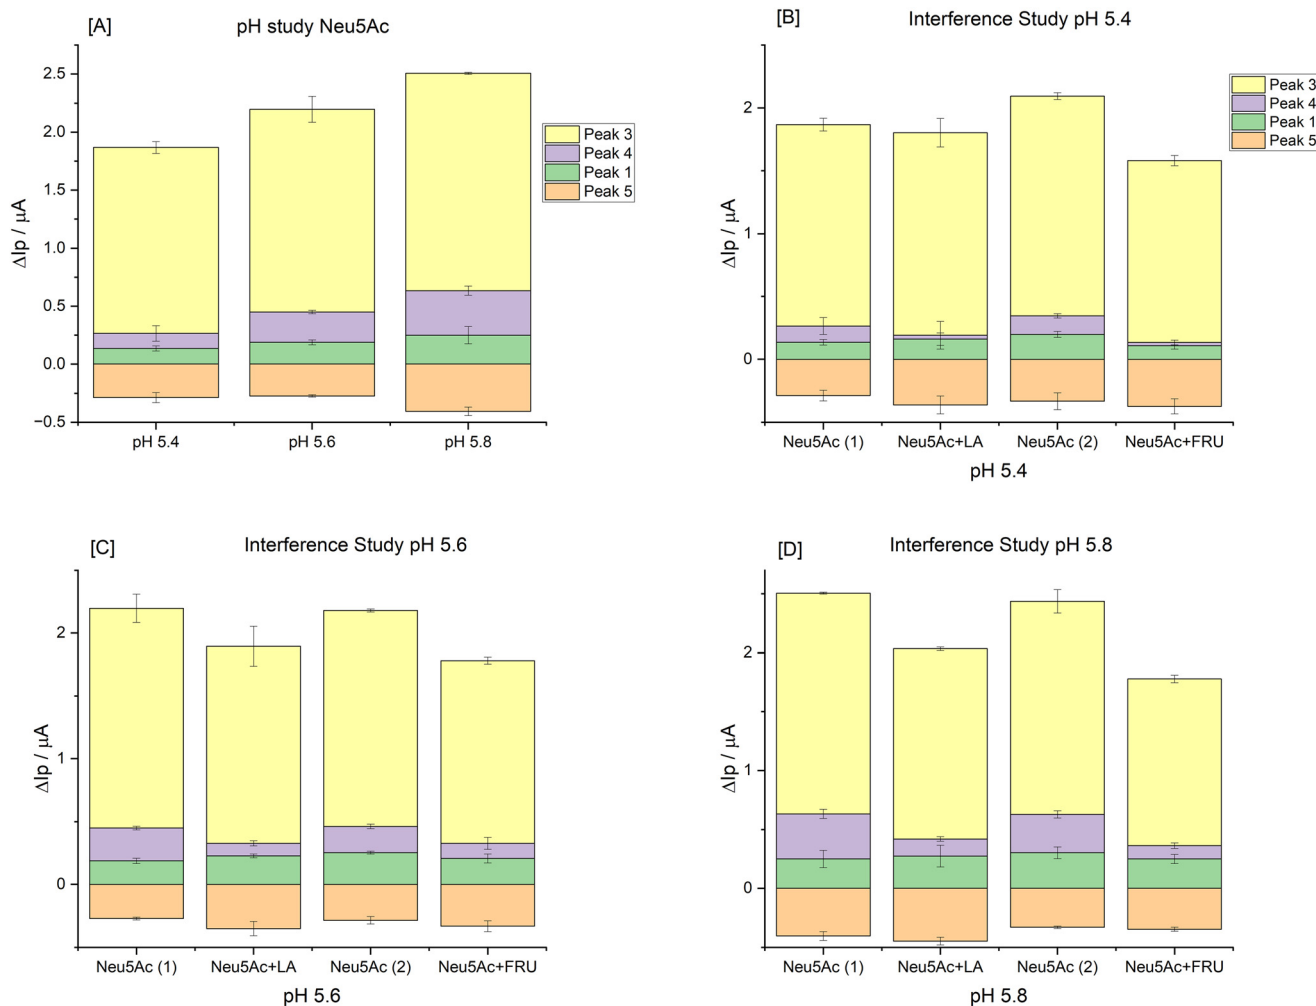 [A]
pH study Neu5Ac
ΔIp / μA
2.5
2.0
1.5
1.0
0.5
0.0
−0.5
pH 5.4
pH 5.6
pH 5.8
Peak 3
Peak 4
Peak 1
Peak 5
[B]
Interference Study pH 5.4
ΔIp / μA
2
1
0
Neu5Ac (1)
Neu5Ac+LA
Neu5Ac (2)
Neu5Ac+FRU
pH 5.4
Peak 3
Peak 4
Peak 1
Peak 5
[C]
Interference Study pH 5.6
ΔIp / μA
2
1
0
Neu5Ac (1)
Neu5Ac+LA
Neu5Ac (2)
Neu5Ac+FRU
pH 5.6
[D]
Interference Study pH 5.8
ΔIp / μA
2
1
0
Neu5Ac (1)
Neu5Ac+LA
Neu5Ac (2)
Neu5Ac+FRU
pH 5.8